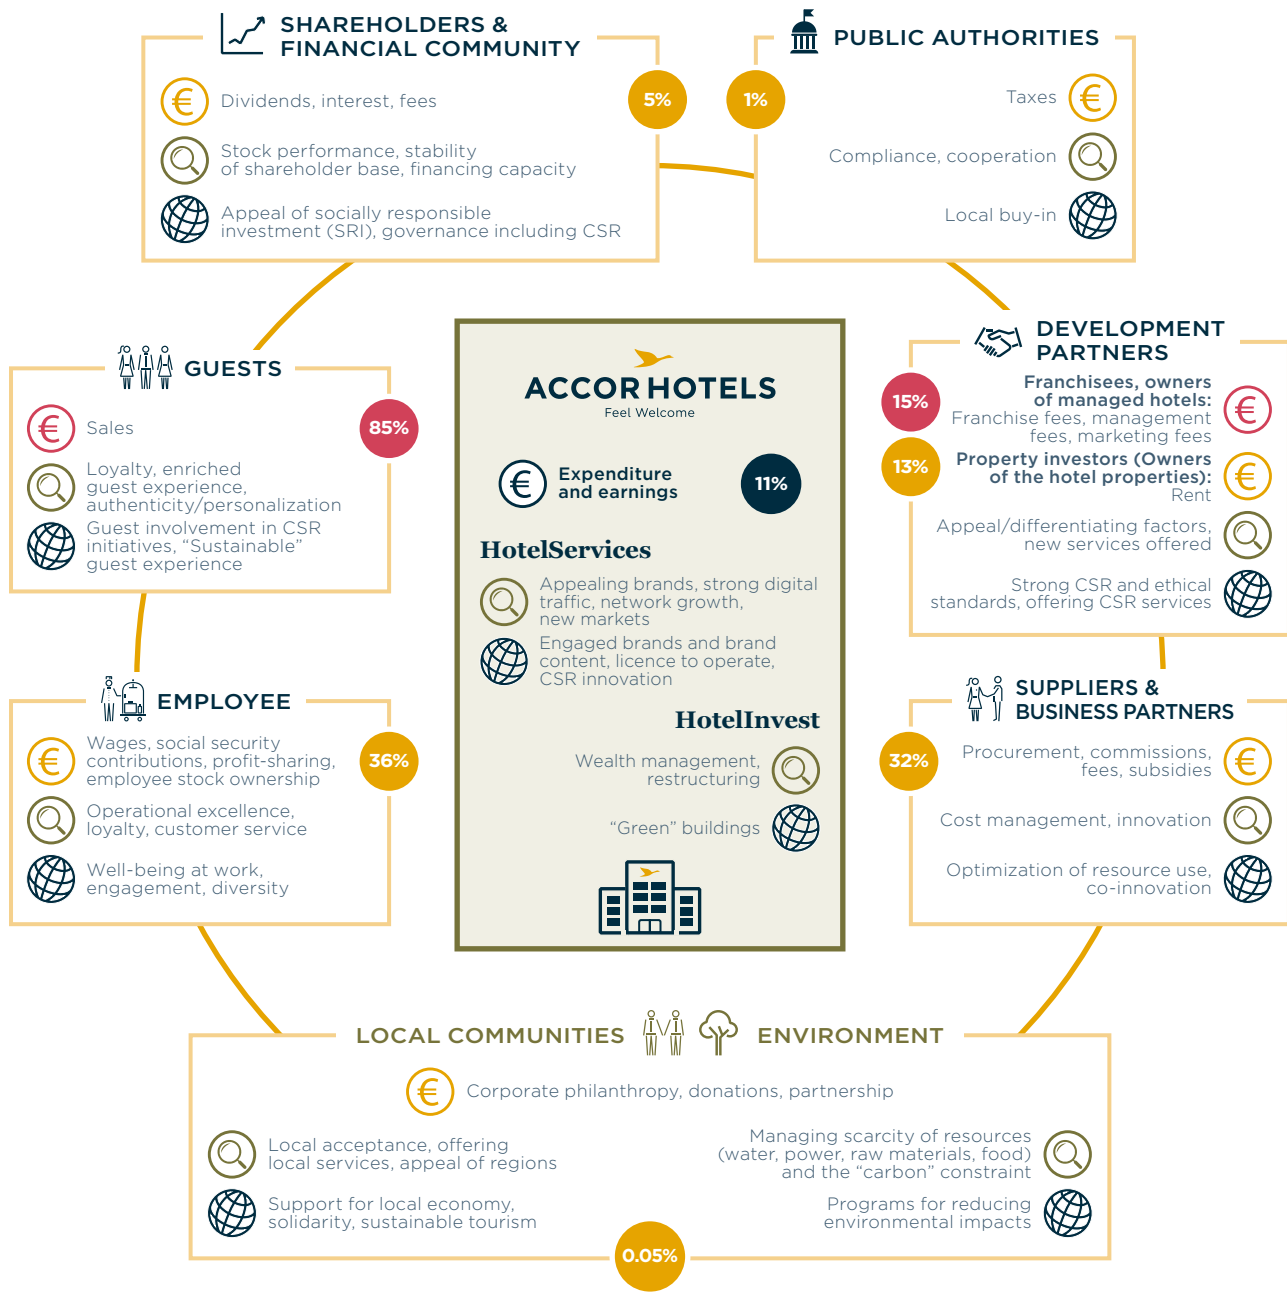 SHAREHOLDERS &
FINANCIAL COMMUNITY
Dividends, interest, fees
5%
Stock performance, stability
of shareholder base, financing capacity
Appeal of socially responsible
investment (SRI), governance including CSR
PUBLIC AUTHORITIES
1%
Taxes
Compliance, cooperation
Local buy-in
GUESTS
Sales
85%
Loyalty, enriched
guest experience,
authenticity/personalization
Guest involvement in CSR
initiatives, “Sustainable”
guest experience
ACCORHOTELS
Feel Welcome
Expenditure
and earnings
11%
HotelServices
Appealing brands, strong digital
traffic, network growth,
new markets
Engaged brands and brand
content, licence to operate,
CSR innovation
HotelInvest
Wealth management,
restructuring
“Green” buildings
DEVELOPMENT
PARTNERS
15%
Franchisees, owners
of managed hotels:
Franchise fees, management
fees, marketing fees
13%
Property investors (Owners
of the hotel properties):
Rent
Appeal/differentiating factors,
new services offered
Strong CSR and ethical
standards, offering CSR services
EMPLOYEE
Wages, social security
contributions, profit-sharing,
employee stock ownership
36%
Operational excellence,
loyalty, customer service
Well-being at work,
engagement, diversity
SUPPLIERS &
BUSINESS PARTNERS
32%
Procurement, commissions,
fees, subsidies
Cost management, innovation
Optimization of resource use,
co-innovation
LOCAL COMMUNITIES
ENVIRONMENT
Corporate philanthropy, donations, partnership
Local acceptance, offering
local services, appeal of regions
Support for local economy,
solidarity, sustainable tourism
Managing scarcity of resources
(water, power, raw materials, food)
and the “carbon” constraint
Programs for reducing
environmental impacts
0.05%